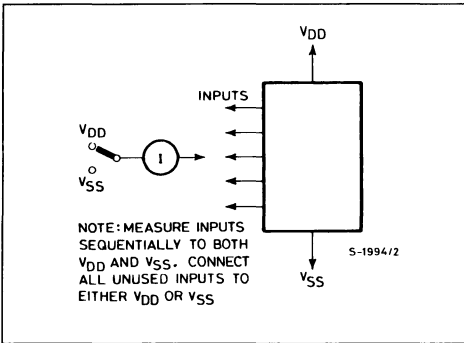 VDD
INPUTS
VDD
VSS
I
NOTE: MEASURE INPUTS
SEQUENTIALLY TO BOTH
VDD AND VSS. CONNECT
ALL UNUSED INPUTS TO
EITHER VDD OR VSS
S-1994/2
VSS